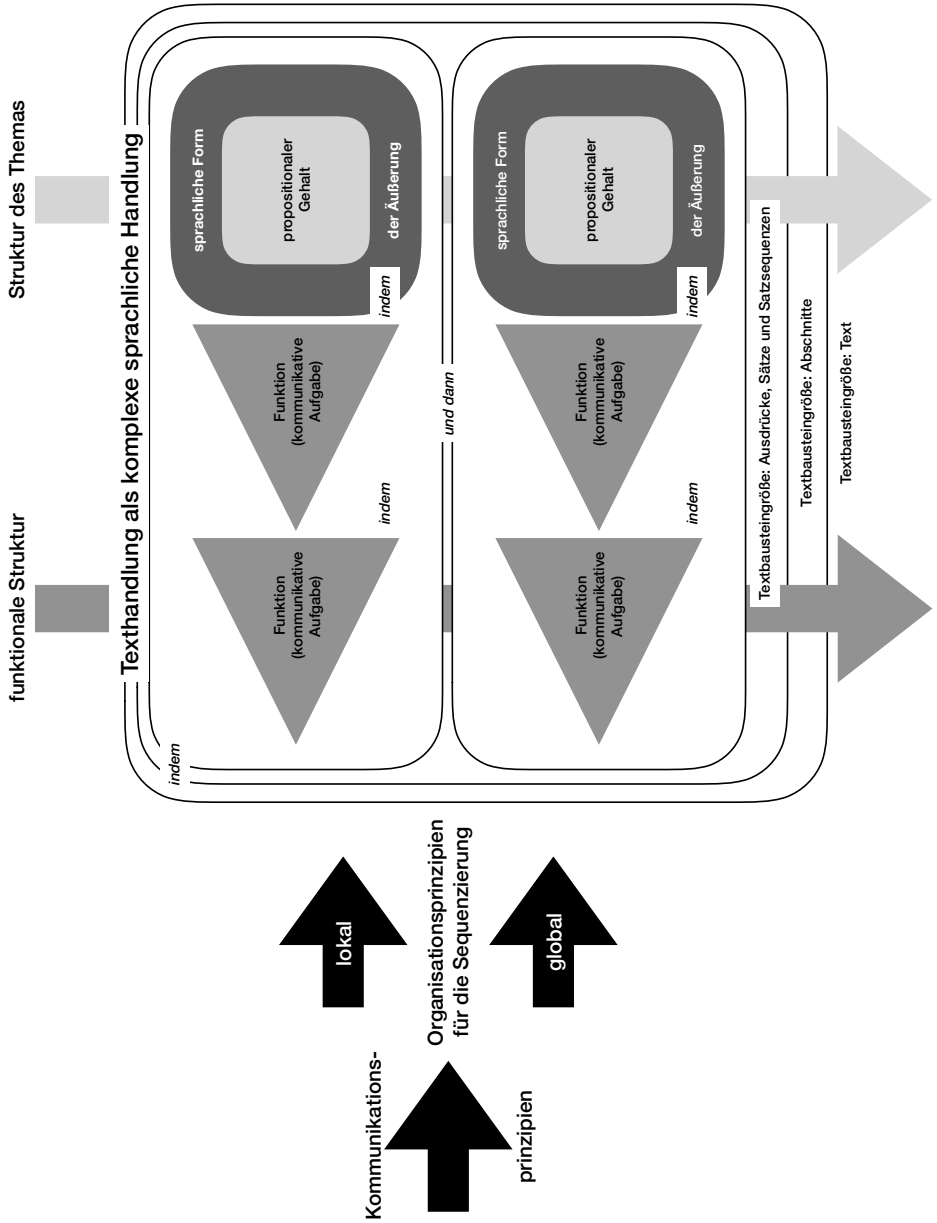 funktionale Struktur
Struktur des Themas
Texthandlung als komplexe sprachliche Handlung
indem
Funktion
(kommunikative
Aufgabe)
indem
Funktion
(kommunikative
Aufgabe)
indem
sprachliche Form
propositionaler
Gehalt
der Äußerung
und dann
Funktion
(kommunikative
Aufgabe)
indem
Funktion
(kommunikative
Aufgabe)
indem
sprachliche Form
propositionaler
Gehalt
der Äußerung
Textbausteingröße: Ausdrücke, Sätze und Satzsequenzen
Textbausteingröße: Abschnitte
Textbausteingröße: Text
Kommunikations-
prinzipien
lokal
Organisationsprinzipien
für die Sequenzierung
global